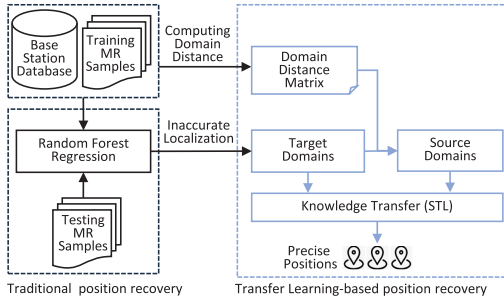 Base
Station
Database
Training
MR
Samples
Computing
Domain
Distance
Domain
Distance
Matrix
Random Forest
Regression
Inaccurate
Localization
Target
Domains
Source
Domains
Testing
MR
Samples
Knowledge Transfer (STL)
Precise
Positions
Traditional position recovery
Transfer Learning-based position recovery